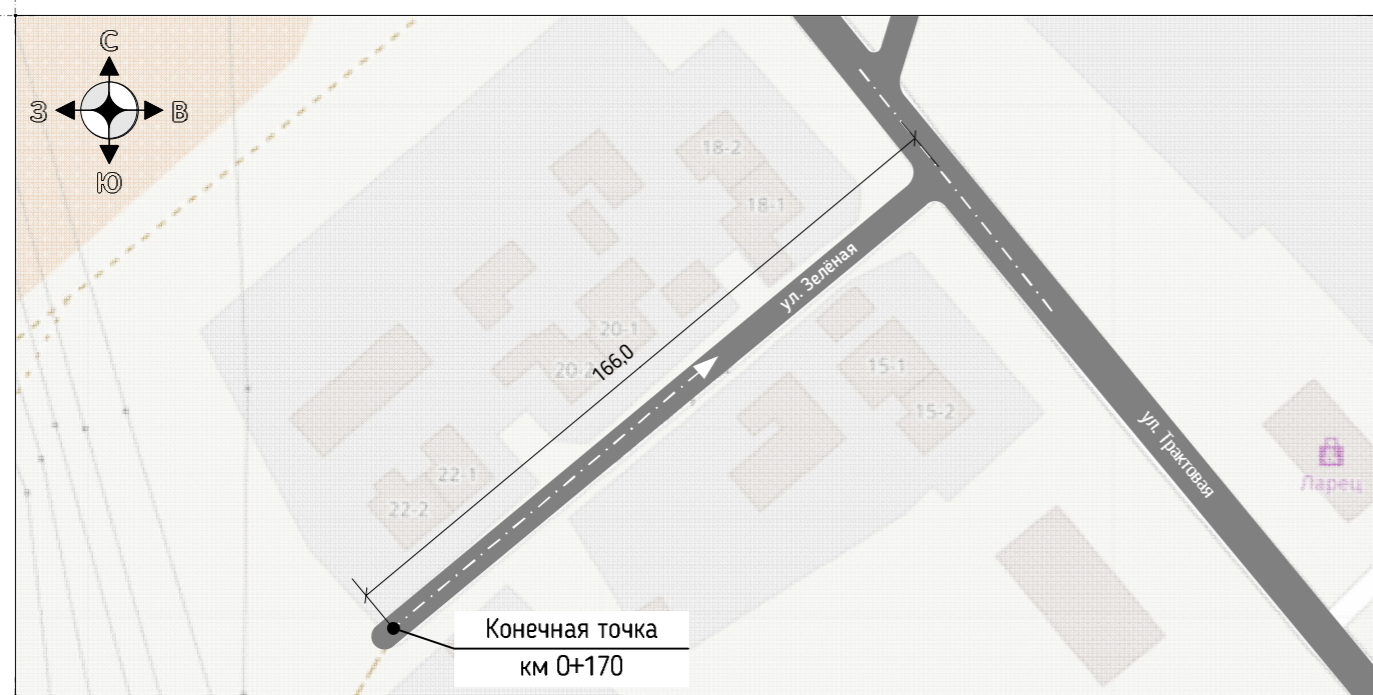 С
З
В
Ю
18-2
18-1
ул. Зелёная
20-1
20-2
166,0
15-1
15-2
ул. Трактовая
Ларец
22-1
22-2
Конечная точка
км 0+170